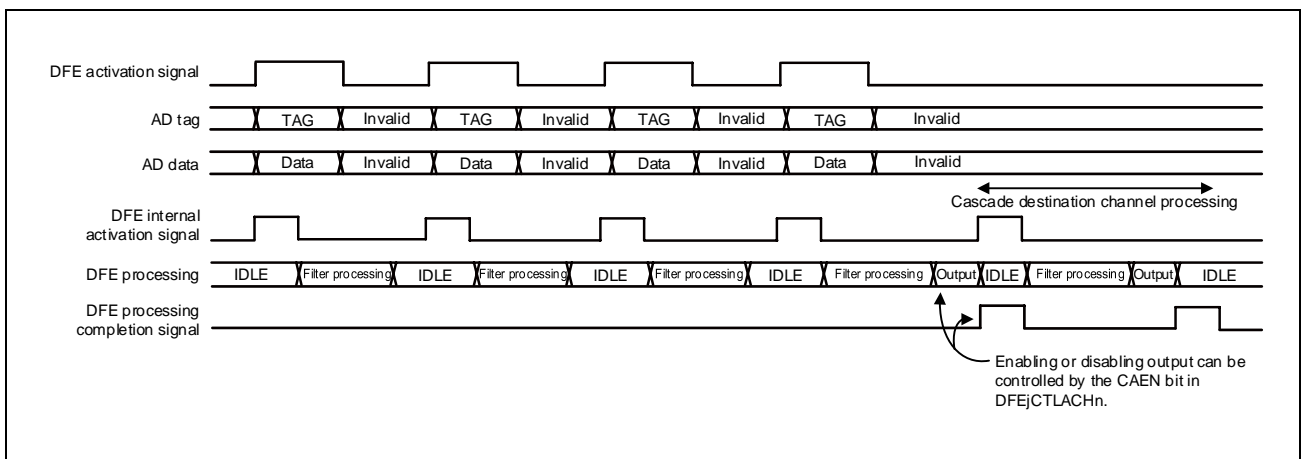 DFE activation signal
AD tag
TAG Invalid TAG Invalid TAG Invalid TAG Invalid
AD data
Data Invalid Data Invalid Data Invalid Data Invalid
Cascade destination channel processing
DFE internal
activation signal
DFE processing
IDLE Filter processing IDLE Filter processing IDLE Filter processing IDLE Filter processing Output IDLE Filter processing Output IDLE
DFE processing
completion signal
Enabling or disabling output can be
controlled by the CAEN bit in
DFEjCTLACHn.